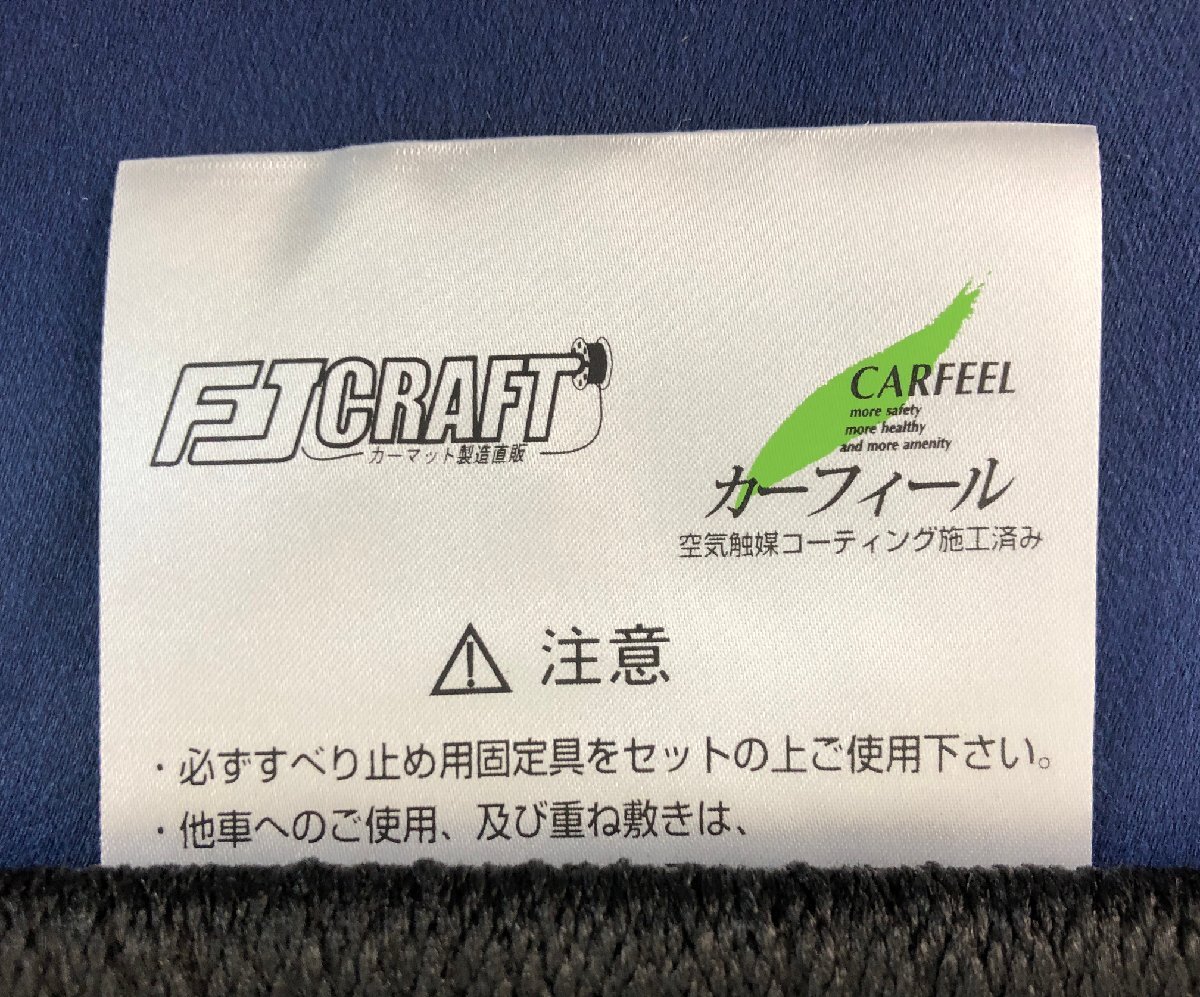 FJ CRAFT
カーマット製造直販
CARFEEL
more safety
more healthy
and more amenity
カーフィール
空気触媒コーティング施工済み
注意
・必ずすべり止め用固定具をセットの上ご使用下さい。
・他車へのご使用、及び重ね敷きは、